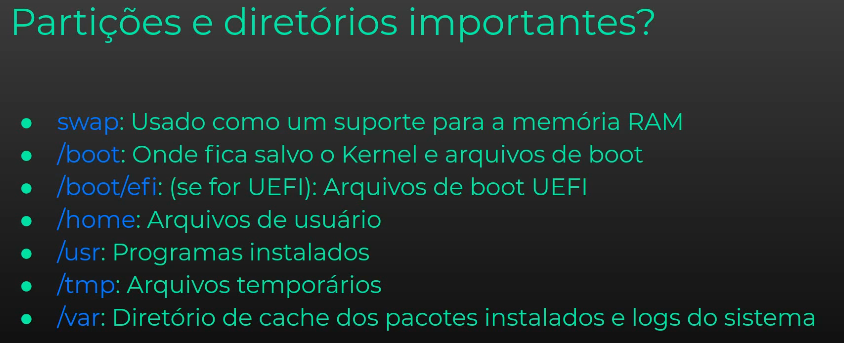 Partições e diretórios importantes?
● swap: Usado como um suporte para a memória RAM
● /boot: Onde fica salvo o Kernel e arquivos de boot
● /boot/efi: (se for UEFI): Arquivos de boot UEFI
● /home: Arquivos de usuário
● /usr: Programas instalados
● /tmp: Arquivos temporários
● /var: Diretório de cache dos pacotes instalados e logs do sistema